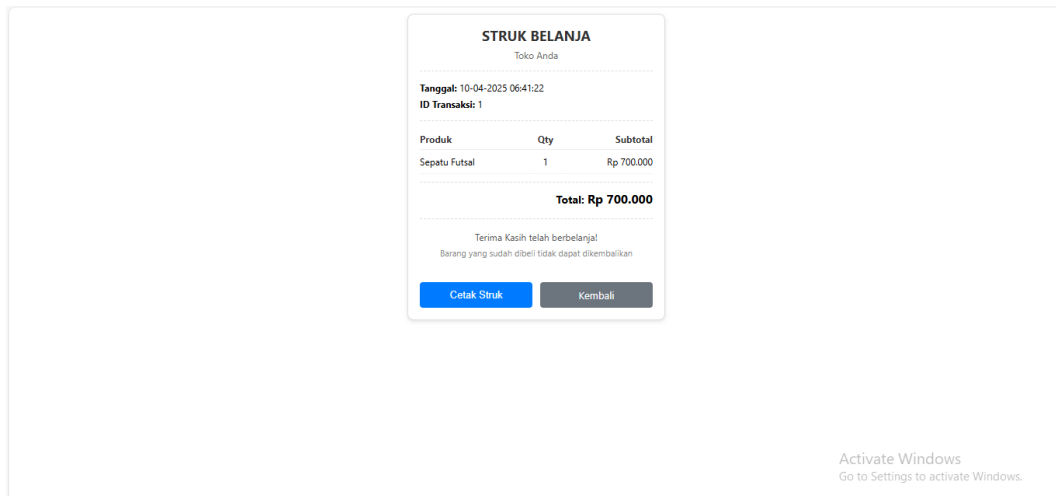 STRUK BELANJA
Toko Anda
Tanggal: 10-04-2025 06:41:22
ID Transaksi: 1
Produk Qty Subtotal
Sepatu Futsal 1 Rp 700.000
Total: Rp 700.000
Terima Kasih telah berbelanja!
Barang yang sudah dibeli tidak dapat dikembalikan
Cetak Struk Kembali
Activate Windows
Go to Settings to activate Windows.